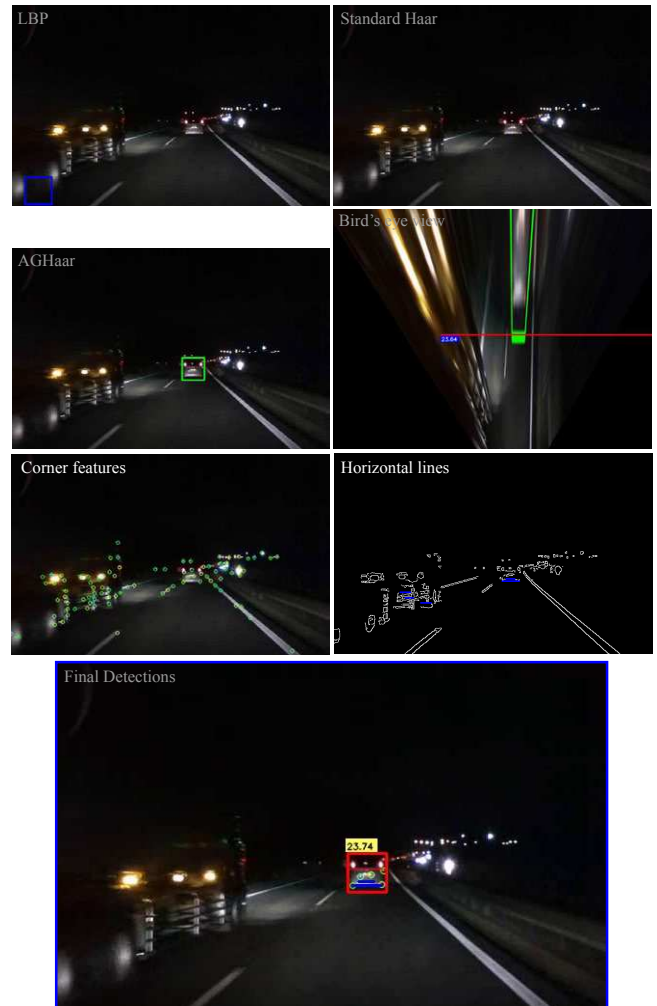 LBP
Standard Haar
Bird's eye view
AGHaar
23.64
Corner features
Horizontal lines
Final Detections
23.74